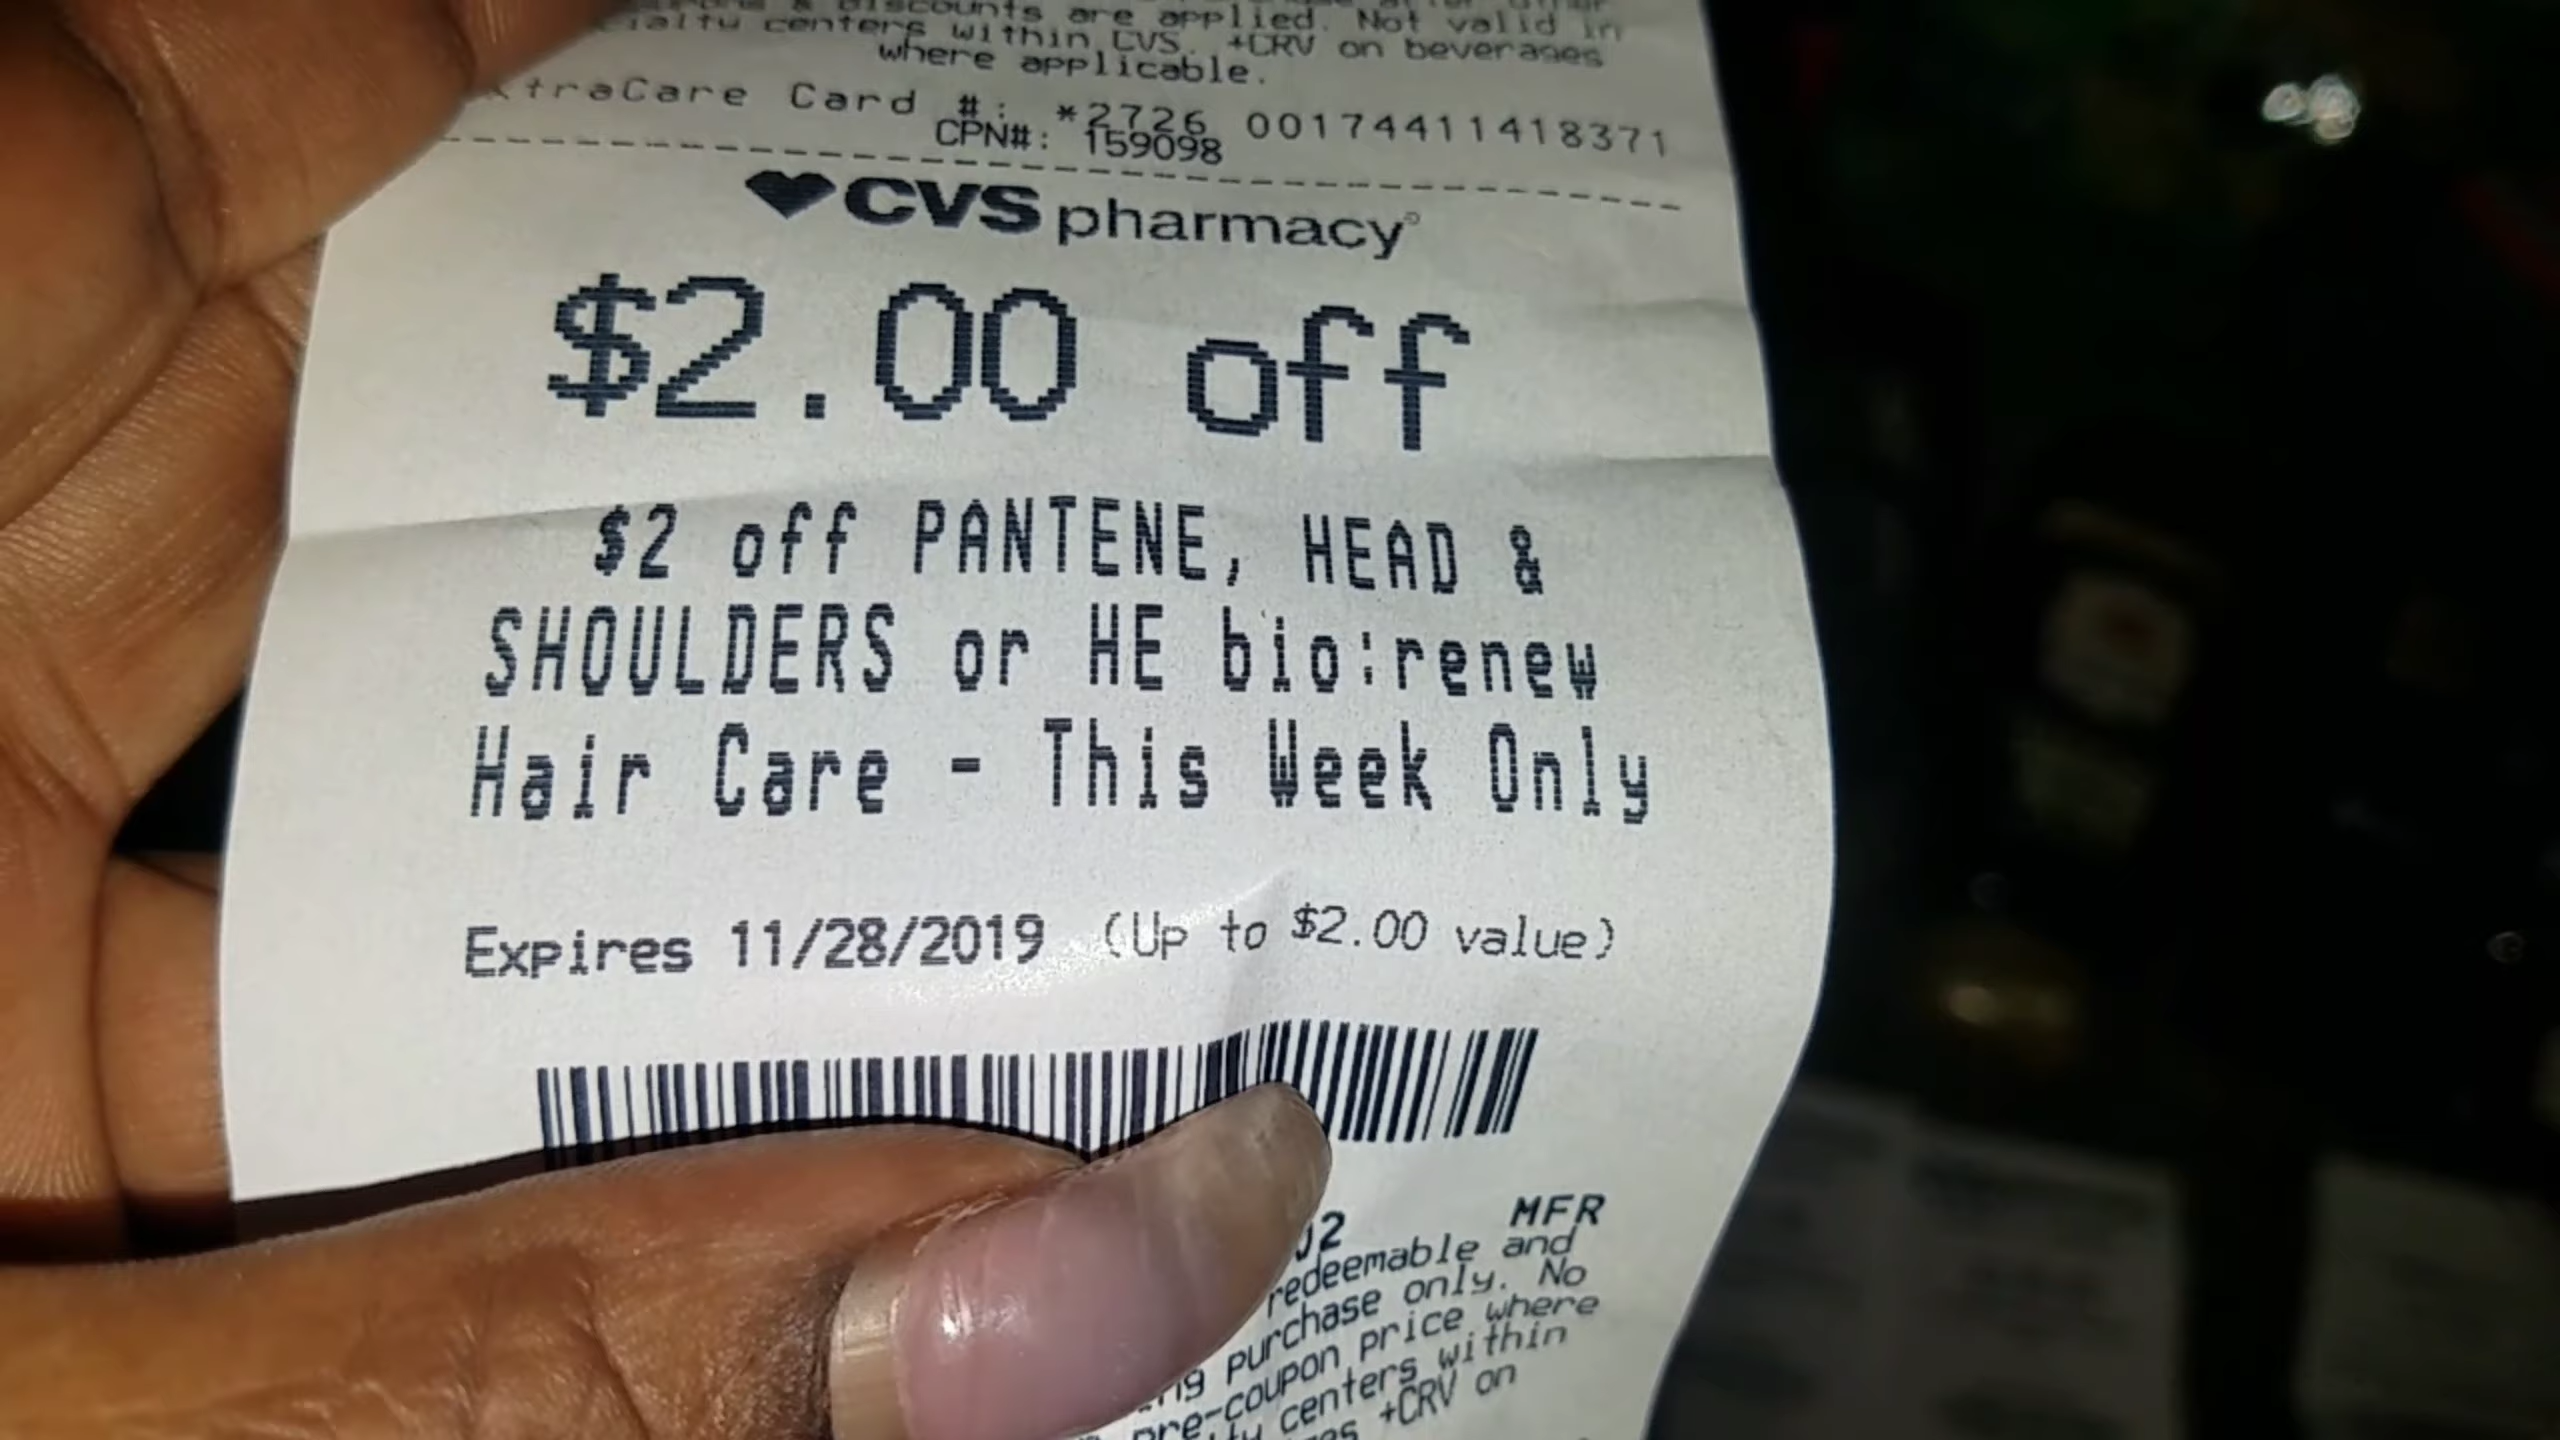 discounts are applied. Not valid in
centers within CVS. +CRV on beverages
where applicable.
Card #: *2726 00174411418371
CPN#: 159098
CVS pharmacy
$2.00 off
$2 off PANTENE, HEAD &
SHOULDERS or HE bio:renew
Hair Care - This Week Only
Expires 11/28/2019 (Up to $2.00 value)
MFR
redeemable and
purchase only. No
pre-coupon price where
centers within
+CRV on